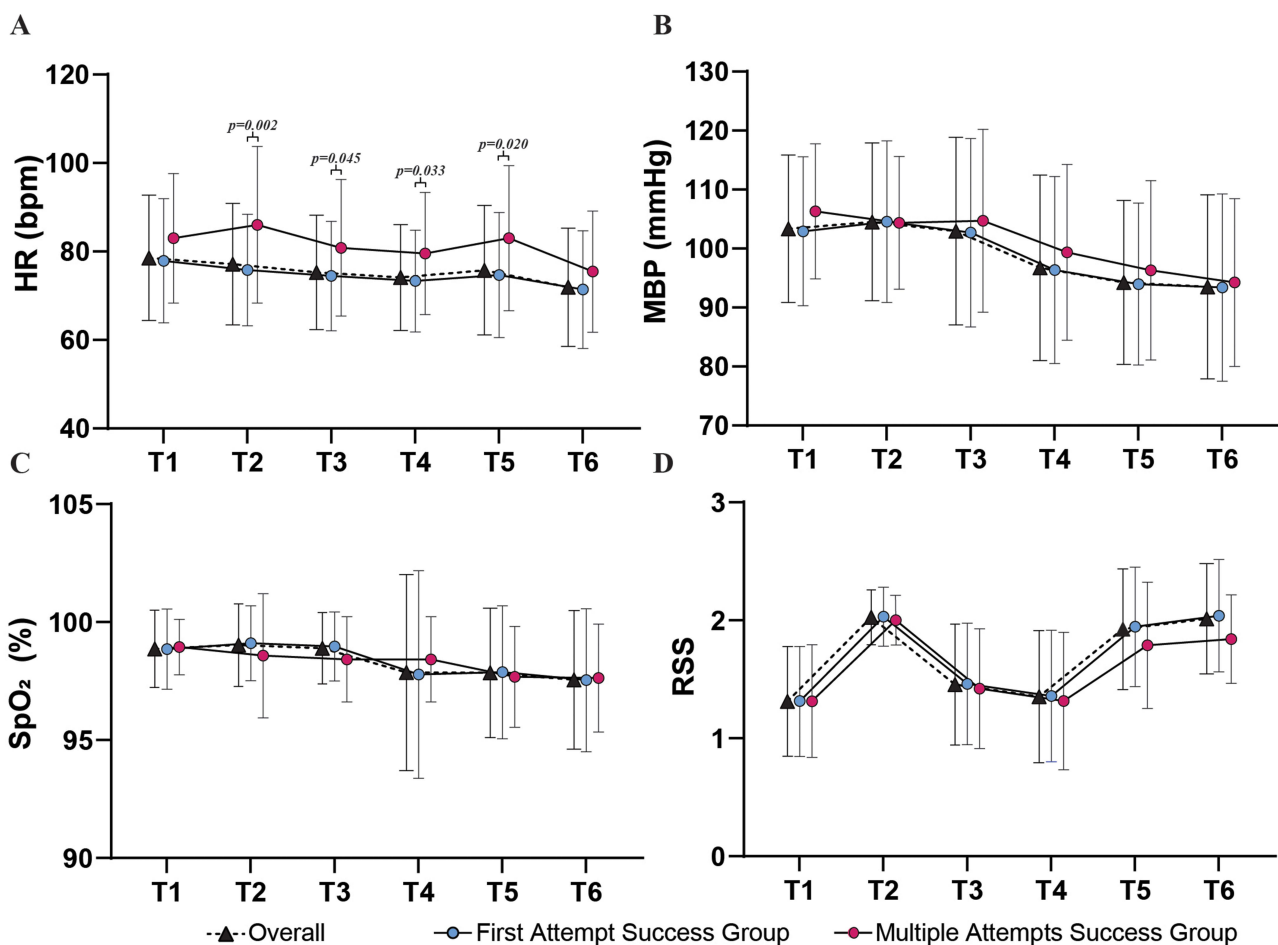 A
HR (bpm)
120
100
80
60
40
p=0.002
p=0.045
p=0.033
p=0.020
T1 T2 T3 T4 T5 T6
B
MBP (mmHg)
130
120
110
100
90
80
70
T1 T2 T3 T4 T5 T6
C
SpO₂ (%)
105
100
95
90
T1 T2 T3 T4 T5 T6
D
RSS
3
2
1
0
T1 T2 T3 T4 T5 T6
Overall First Attempt Success Group Multiple Attempts Success Group